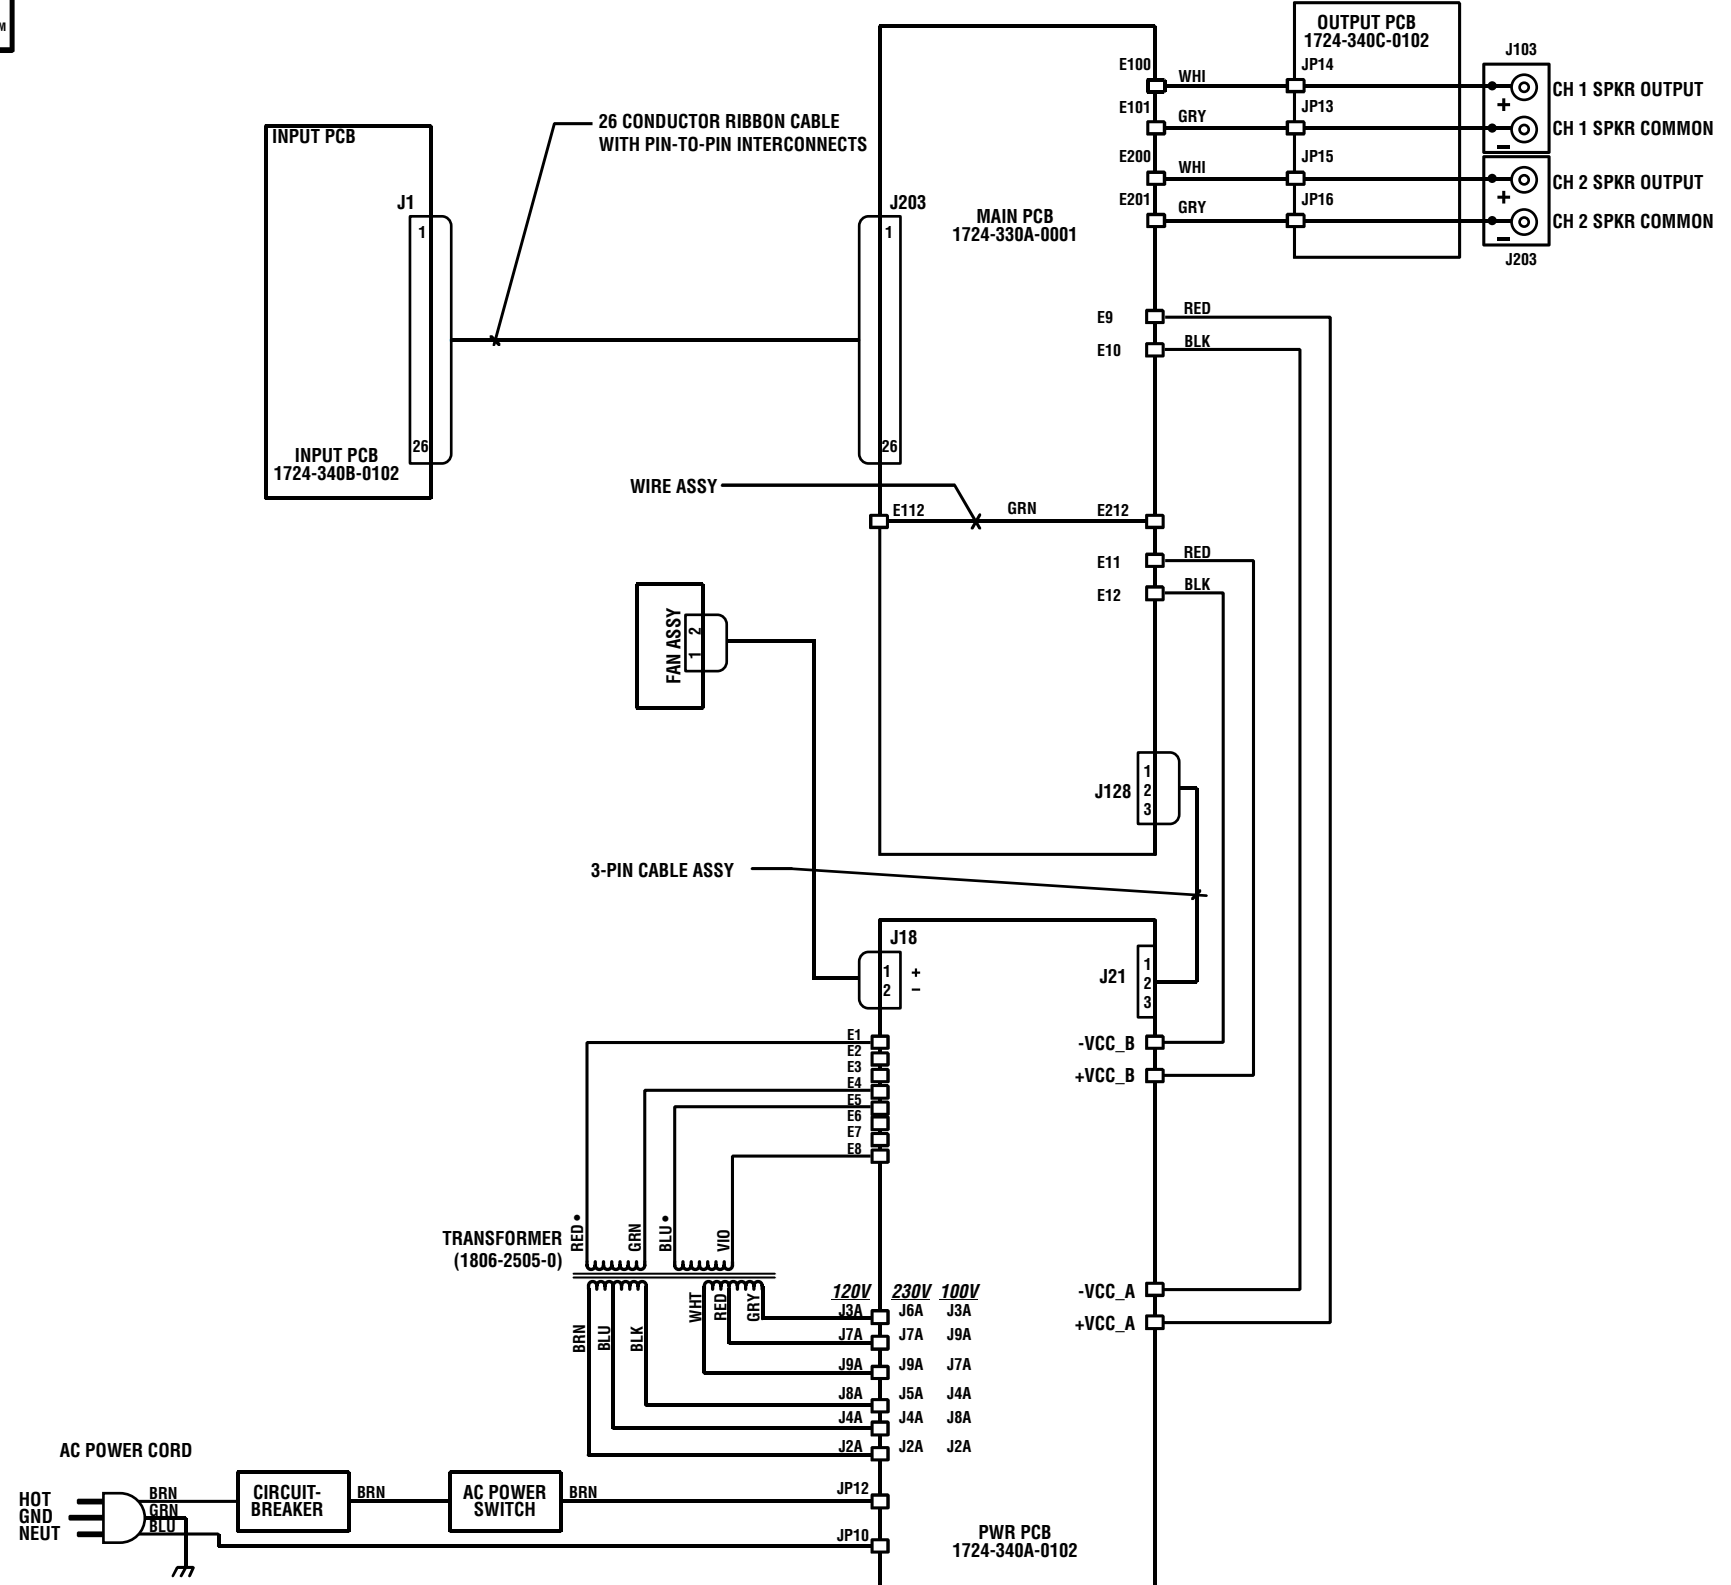 M
OUTPUT PCB
1724-340C-0102
J103
E100
WHI
JP14
CH 1 SPKR OUTPUT
+
E101
GRY
JP13
CH 1 SPKR COMMON
–
E200
WHI
JP15
CH 2 SPKR OUTPUT
+
E201
GRY
JP16
CH 2 SPKR COMMON
–
J203
26 CONDUCTOR RIBBON CABLE
WITH PIN-TO-PIN INTERCONNECTS
INPUT PCB
J1
1
26
INPUT PCB
1724-340B-0102
J203
1
26
MAIN PCB
1724-330A-0001
E9
RED
E10
BLK
WIRE ASSY
E112
GRN
E212
E11
RED
E12
BLK
FAN ASSY
1 2
J128
1
2
3
3-PIN CABLE ASSY
J18
1 +
2 –
J21
1
2
3
E1
E2
E3
E4
E5
E6
E7
E8
-VCC_B
+VCC_B
TRANSFORMER
(1806-2505-0)
RED •
GRN
BLU •
VIO
BRN
BLU
BLK
WHT
RED
GRY
120V 230V 100V
J3A J6A J3A
J7A J7A J9A
J9A J9A J7A
J8A J5A J4A
J4A J4A J8A
J2A J2A J2A
-VCC_A
+VCC_A
AC POWER CORD
HOT
GND
NEUT
BRN
GRN
BLU
CIRCUIT-
BREAKER
BRN
AC POWER
SWITCH
BRN
JP12
JP10
PWR PCB
1724-340A-0102